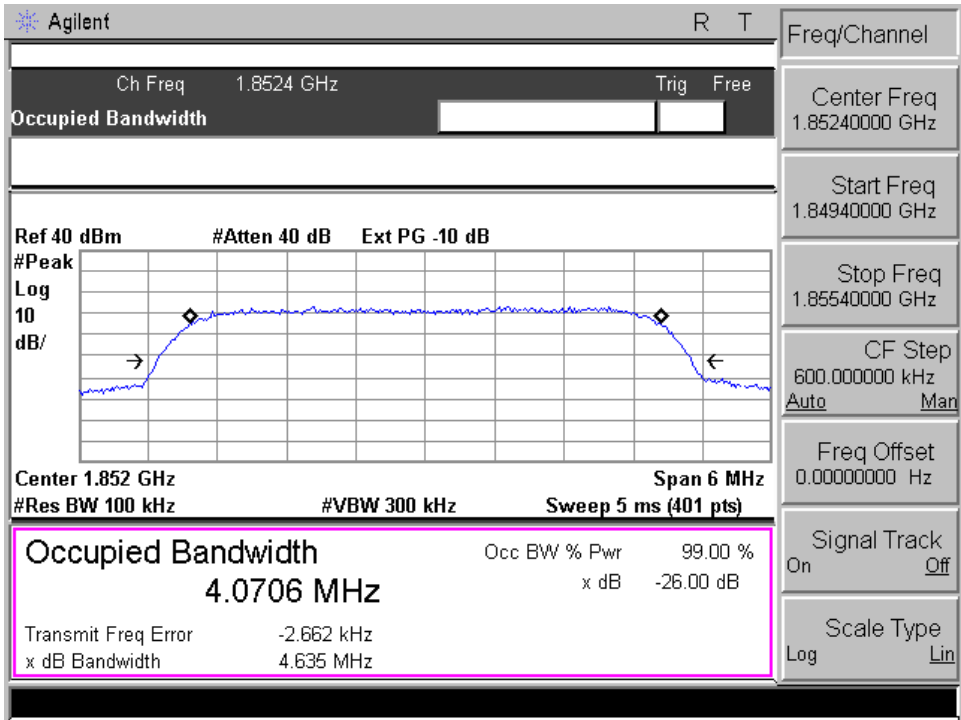 Agilent R T
Ch Freq 1.8524 GHz Trig Free
Occupied Bandwidth
Ref 40 dBm #Atten 40 dB Ext PG -10 dB
#Peak
Log
10
dB/
Center 1.852 GHz Span 6 MHz
#Res BW 100 kHz #VBW 300 kHz Sweep 5 ms (401 pts)
Occupied Bandwidth Occ BW % Pwr 99.00 %
4.0706 MHz x dB -26.00 dB
Transmit Freq Error -2.662 kHz
x dB Bandwidth 4.635 MHz
Freq/Channel
Center Freq
1.85240000 GHz
Start Freq
1.84940000 GHz
Stop Freq
1.85540000 GHz
CF Step
600.000000 kHz
Auto Man
Freq Offset
0.00000000 Hz
Signal Track
On Off
Scale Type
Log Lin